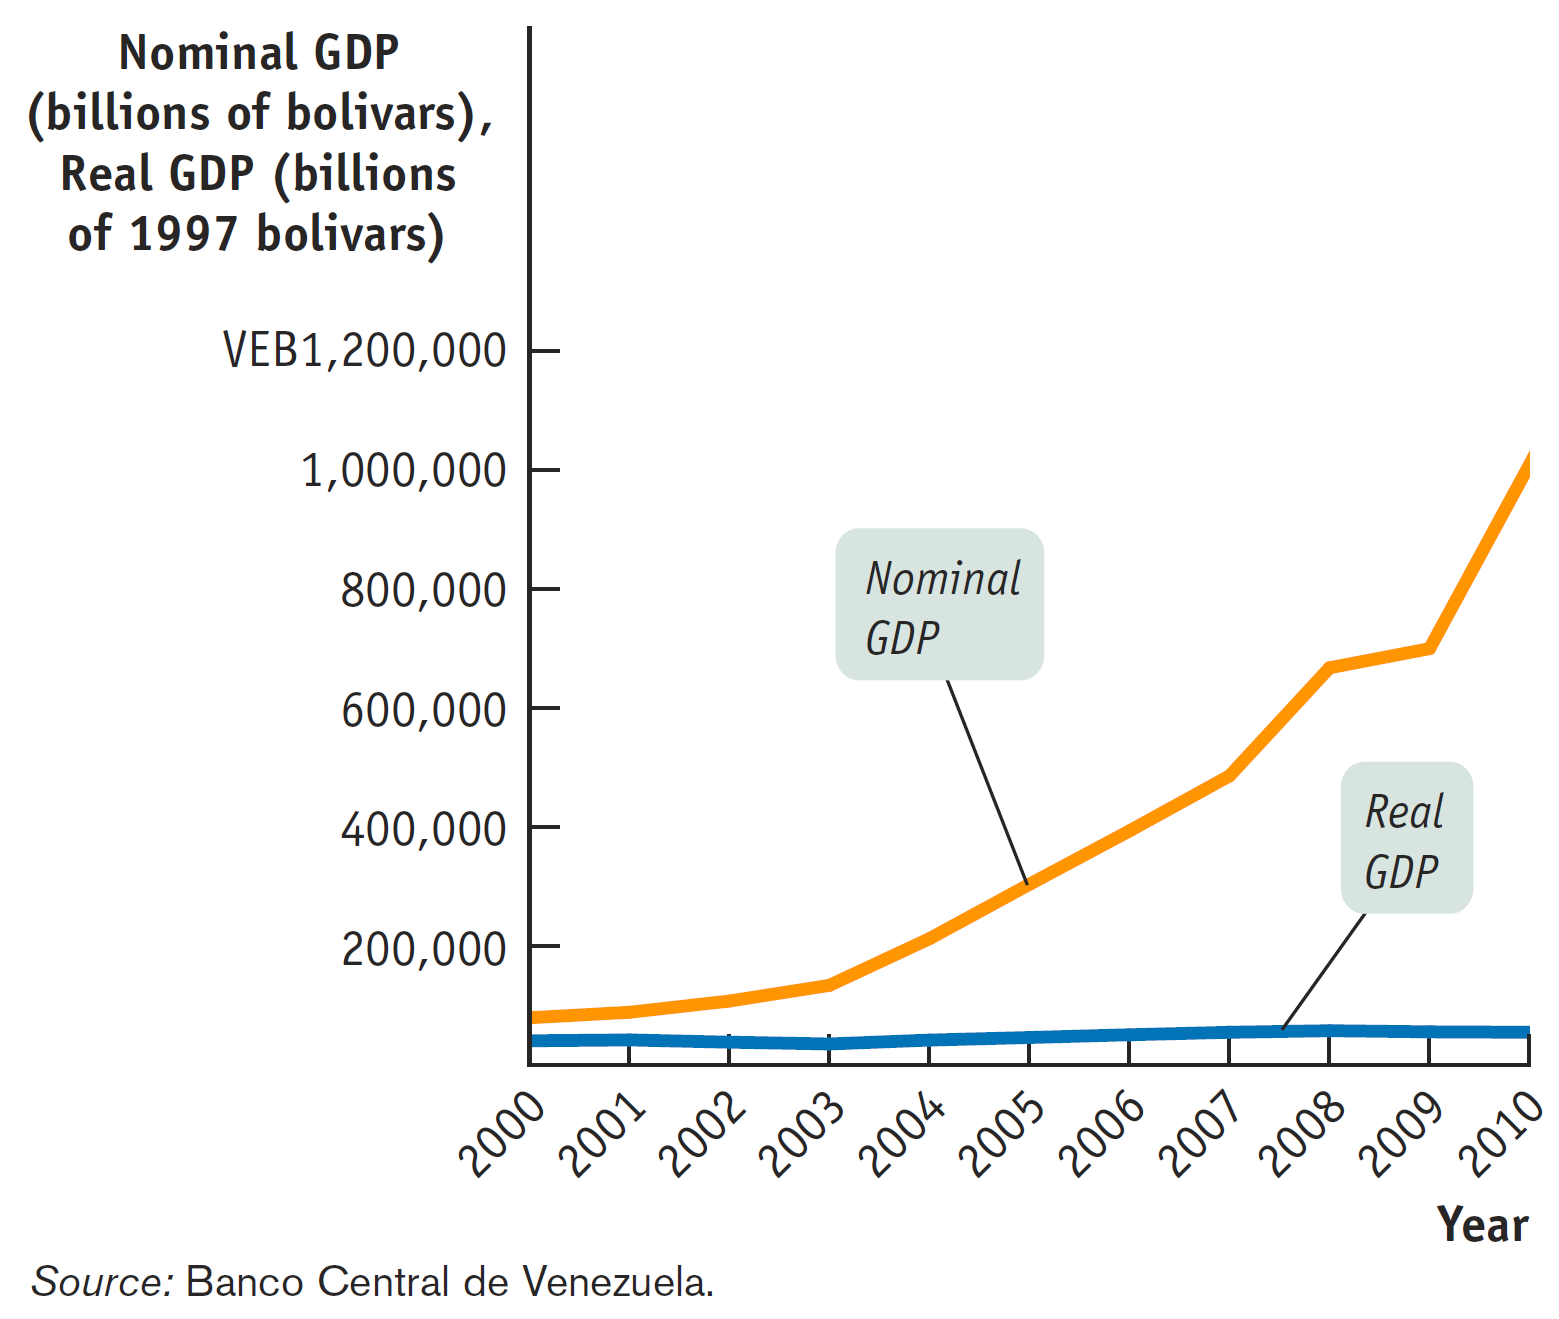 Nominal GDP
(billions of bolivars),
Real GDP (billions
of 1997 bolivars)
VEB1,200,000
1,000,000
800,000
600,000
400,000
200,000
Nominal
GDP
Real
GDP
2000 2001 2002 2003 2004 2005 2006 2007 2008 2009 2010
Year
Source: Banco Central de Venezuela.